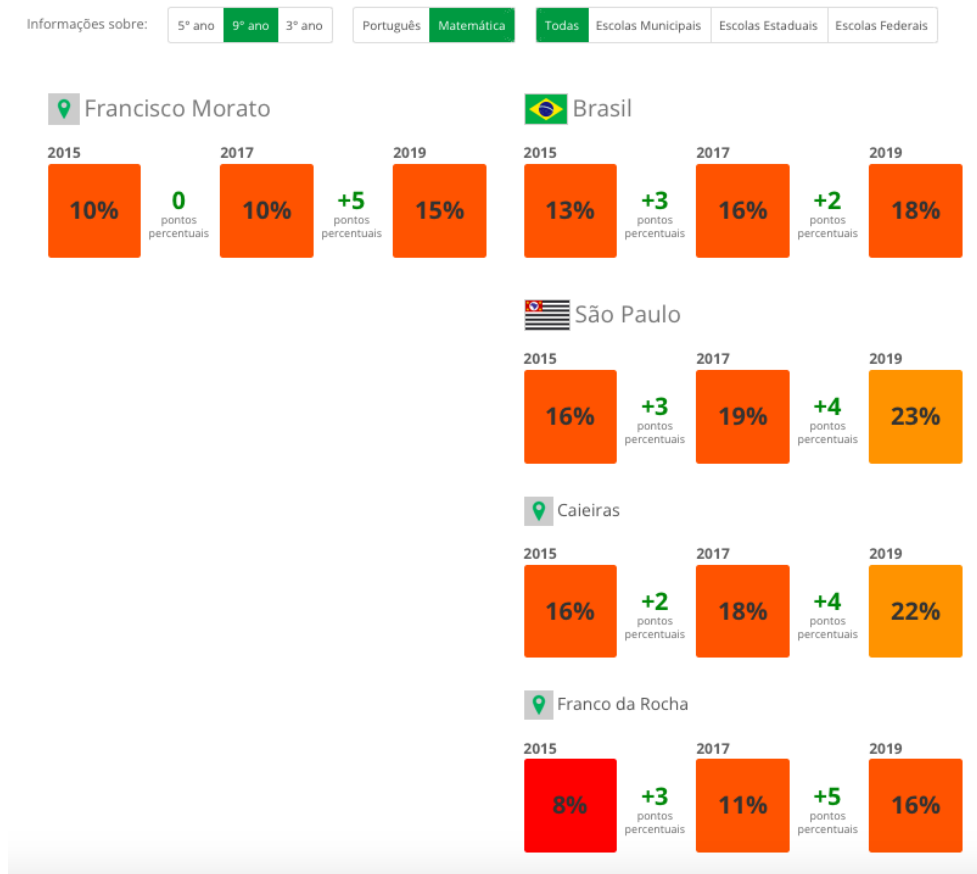 Informações sobre: 5° ano 9° ano 3° ano Português Matemática Todas Escolas Municipais Escolas Estaduais Escolas Federais
Francisco Morato
2015 2017 2019
10% 0 pontos percentuais 10% +5 pontos percentuais 15%
Brasil
2015 2017 2019
13% +3 pontos percentuais 16% +2 pontos percentuais 18%
São Paulo
2015 2017 2019
16% +3 pontos percentuais 19% +4 pontos percentuais 23%
Caieiras
2015 2017 2019
16% +2 pontos percentuais 18% +4 pontos percentuais 22%
Franco da Rocha
2015 2017 2019
8% +3 pontos percentuais 11% +5 pontos percentuais 16%